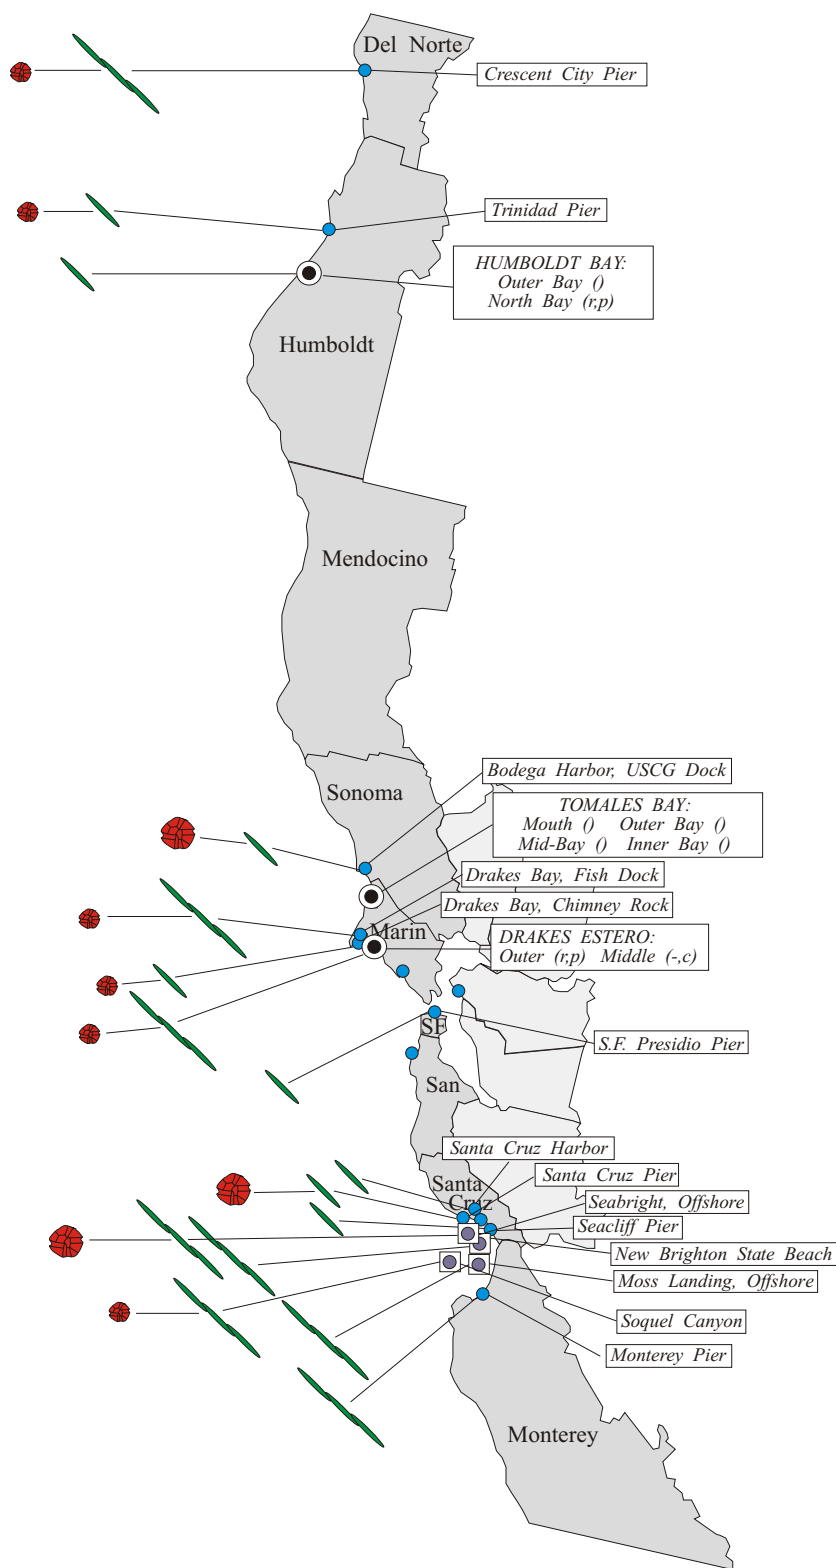 Del Norte
Crescent City Pier
Trinidad Pier
HUMBOLDT BAY:
Outer Bay ()
North Bay (r,p)
Humboldt
Mendocino
Bodega Harbor, USCG Dock
Sonoma
TOMALES BAY:
Mouth () Outer Bay ()
Mid-Bay () Inner Bay ()
Drakes Bay, Fish Dock
Drakes Bay, Chimney Rock
Marin
DRAKES ESTERO:
Outer (r,p) Middle (-,c)
SF
S.F. Presidio Pier
San
Santa Cruz Harbor
Santa Cruz Pier
Santa
Cruz
Seabright, Offshore
Seacliff Pier
New Brighton State Beach
Moss Landing, Offshore
Soquel Canyon
Monterey Pier
Monterey